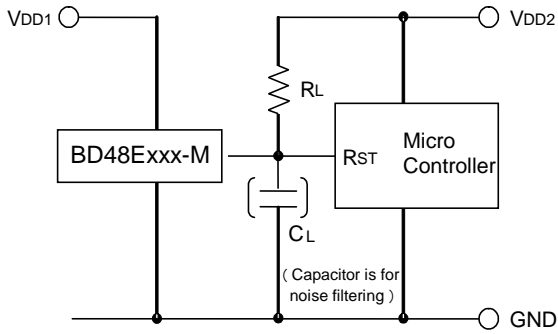 VDD1
VDD2
RL
BD48Exxx-M
RST
Micro
Controller
CL
( Capacitor is for
noise filtering )
GND